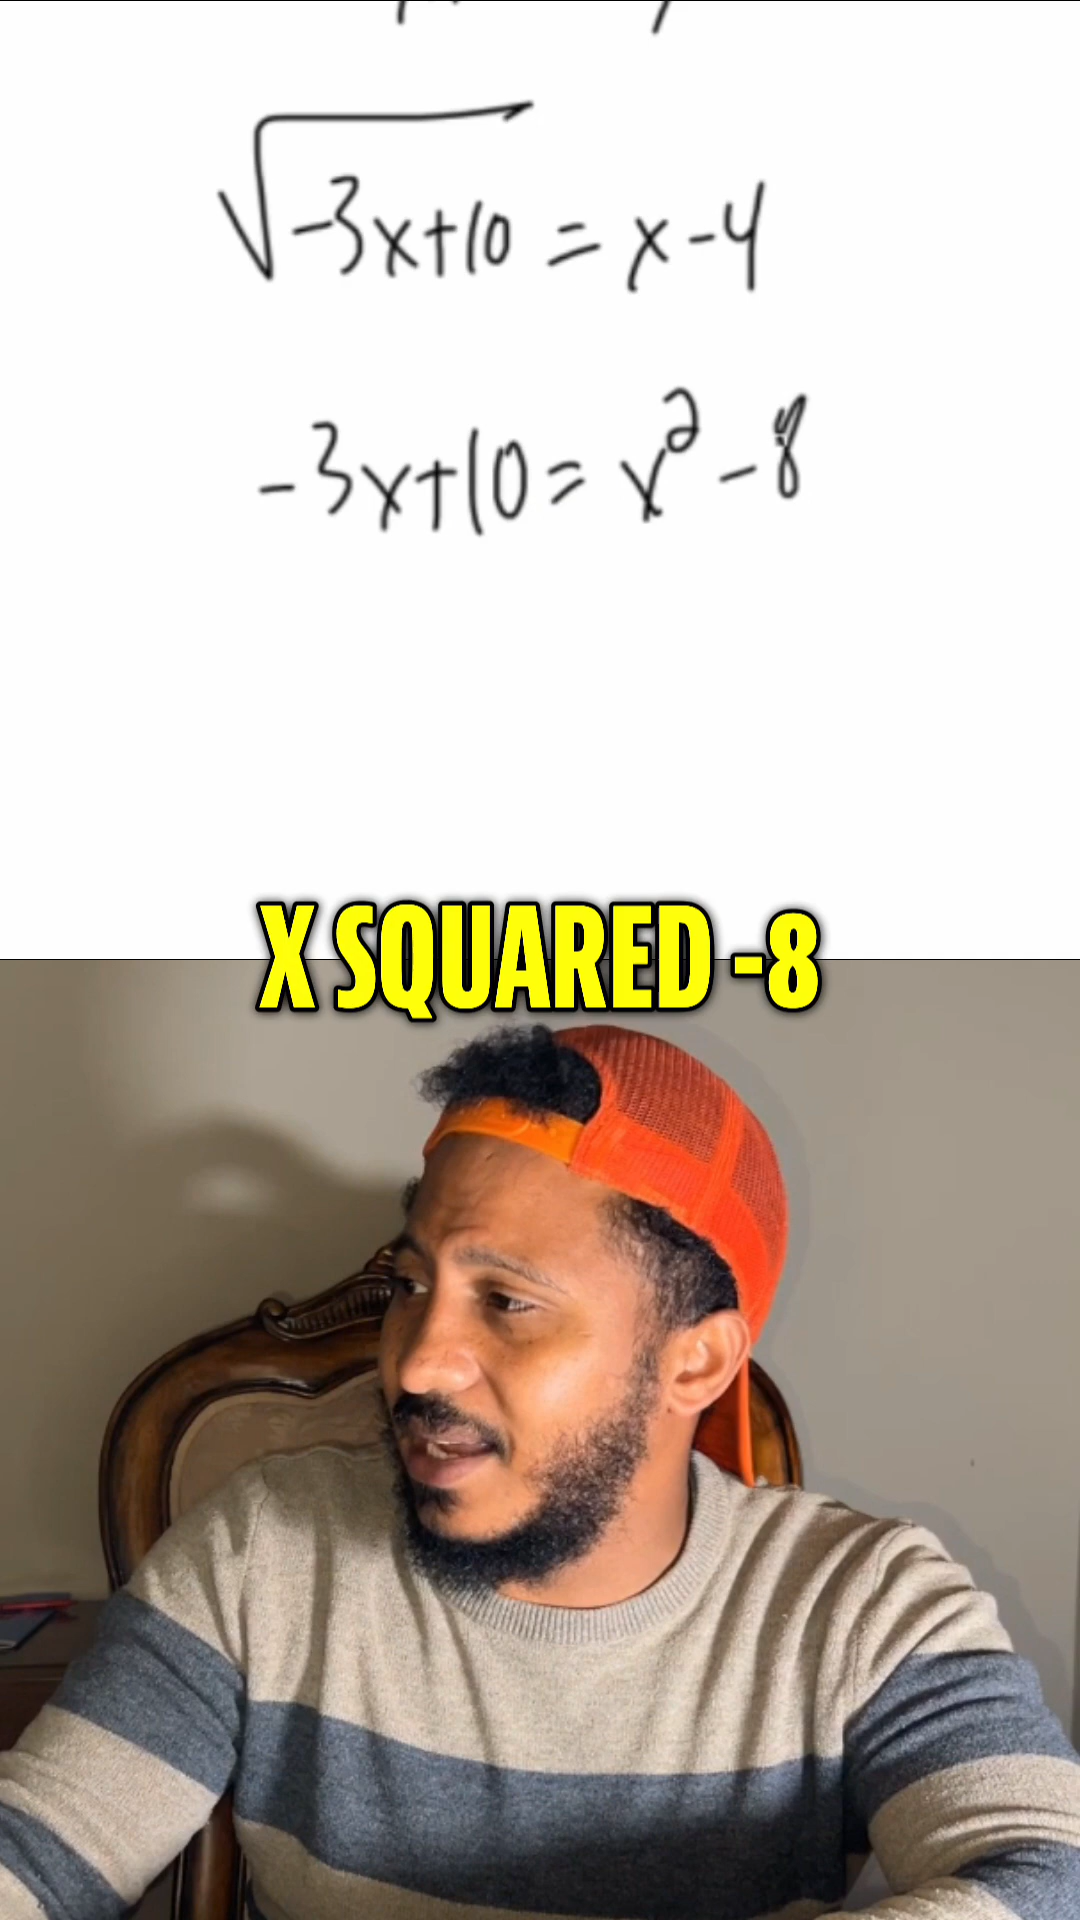 √-3x+10 = x-4
-3x+10 = x² - 8
X SQUARED -8